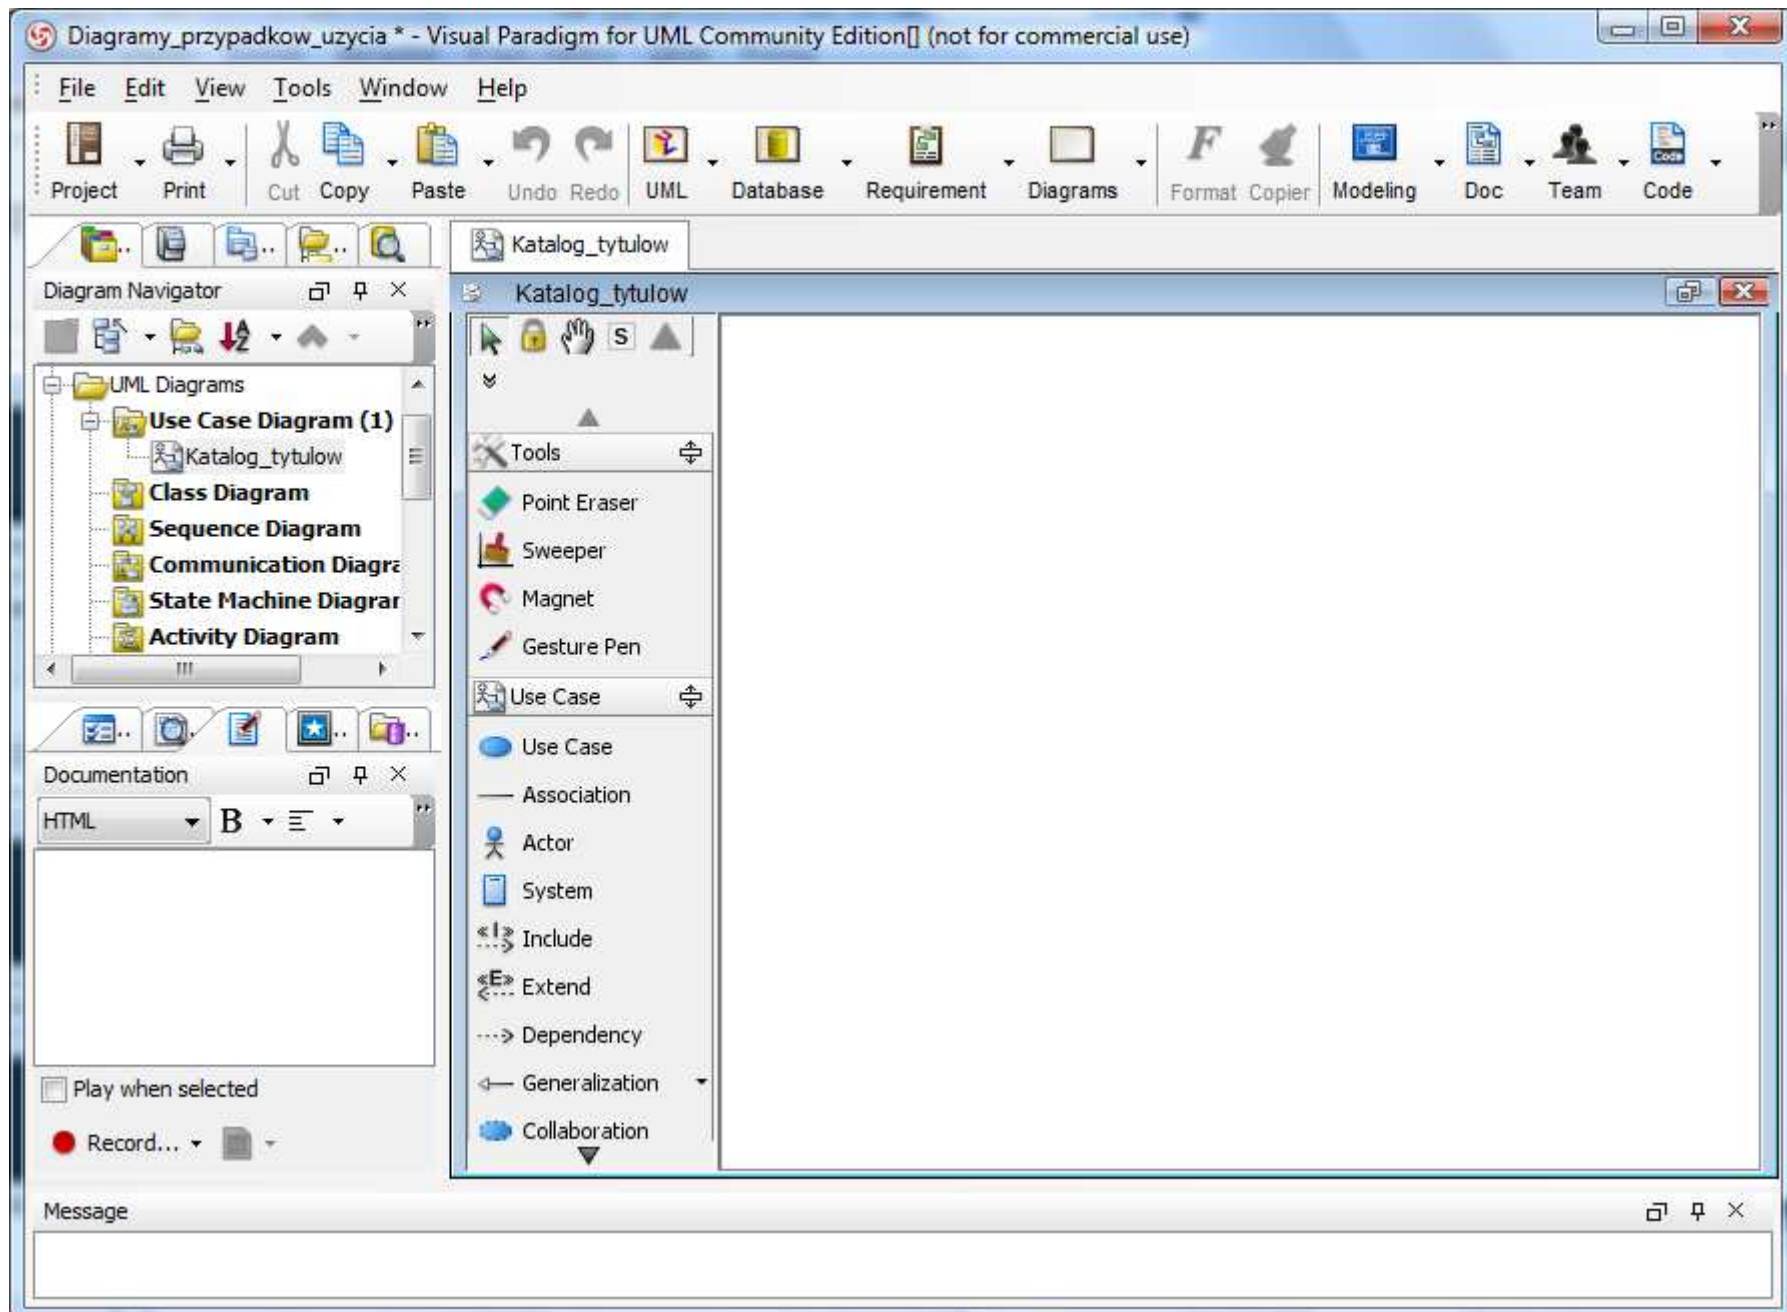 Diagramy_przypadkow_uzycia * - Visual Paradigm for UML Community Edition[] (not for commercial use)
File Edit View Tools Window Help
Project Print Cut Copy Paste Undo Redo UML Database Requirement Diagrams Format Copier Modeling Doc Team Code
Katalog_tytulow
Diagram Navigator
UML Diagrams
Use Case Diagram (1)
Katalog_tytulow
Class Diagram
Sequence Diagram
Communication Diagra
State Machine Diagrar
Activity Diagram
Documentation
HTML B
Play when selected
Record...
Katalog_tytulow
S
Tools
Point Eraser
Sweeper
Magnet
Gesture Pen
Use Case
Use Case
Association
Actor
System
«I» Include
«E» Extend
Dependency
Generalization
Collaboration
Message